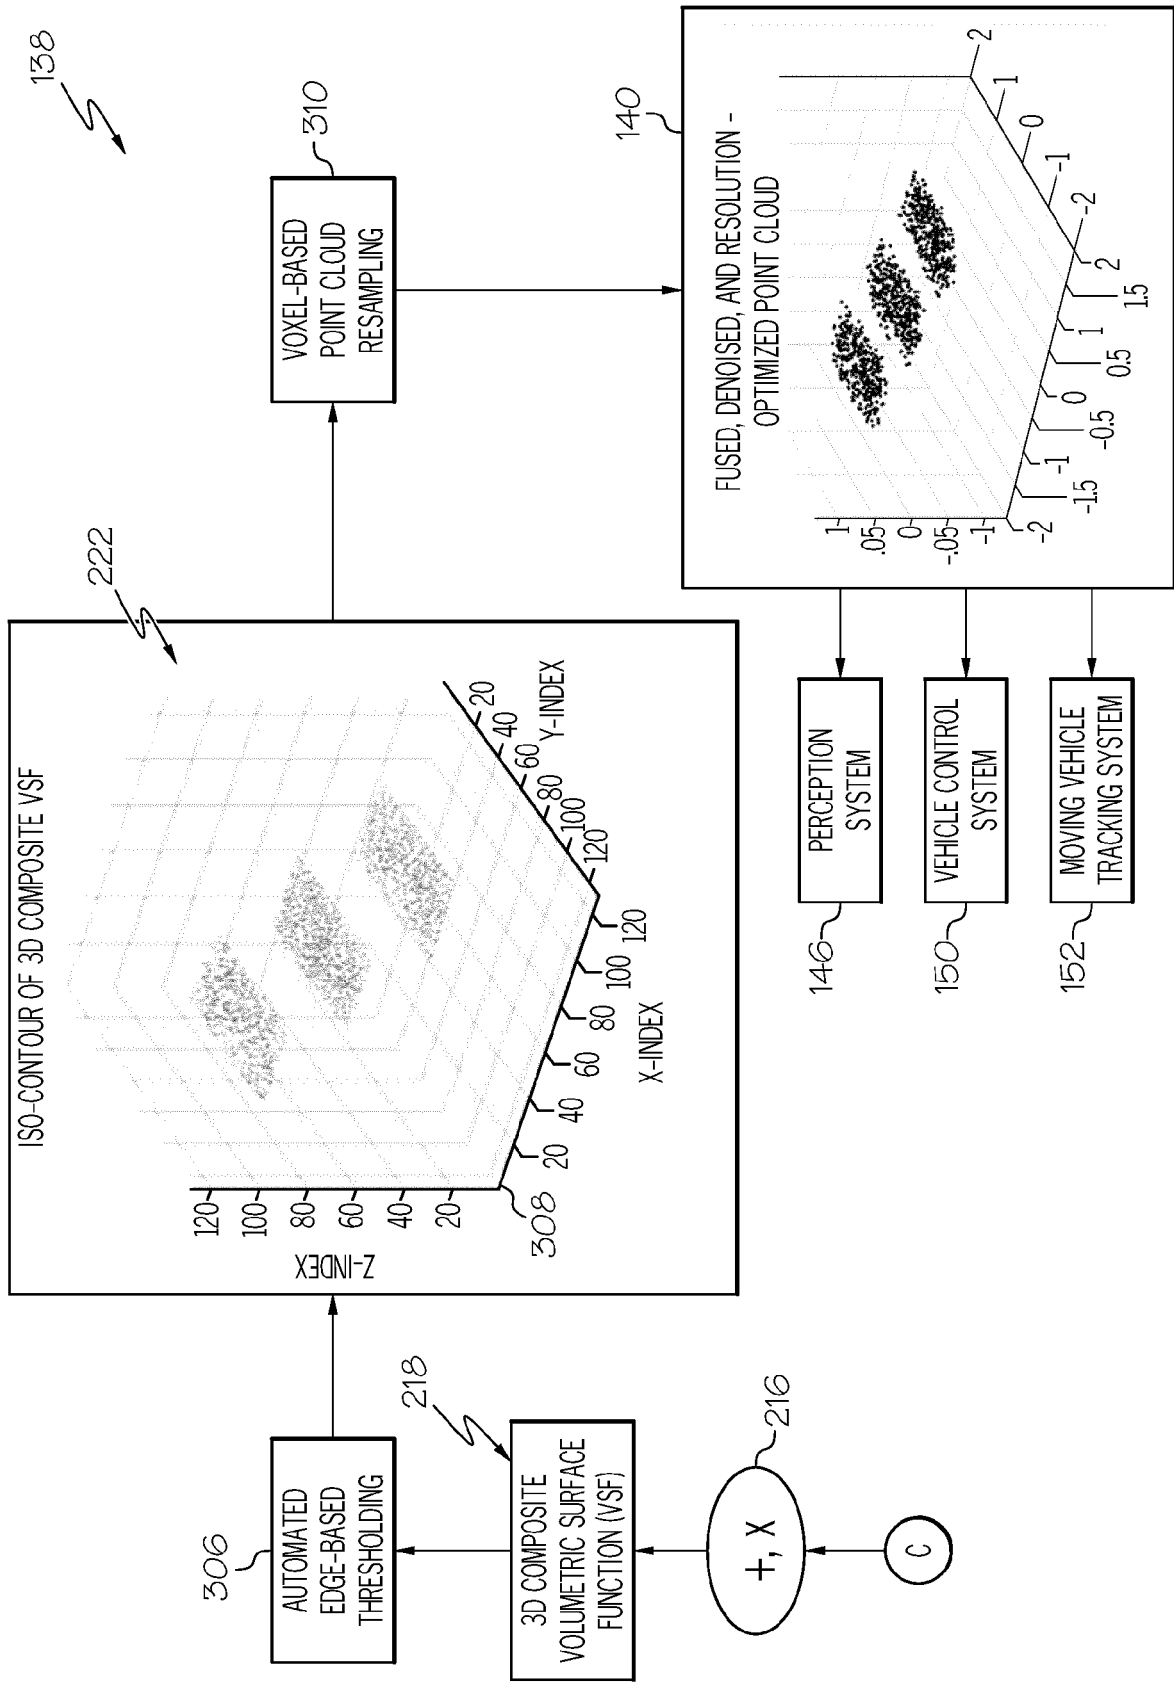 138
306
AUTOMATED
EDGE-BASED
THRESHOLDING
218
3D COMPOSITE
VOLUMETRIC SURFACE
FUNCTION (VSF)
+, X
216
C
222
ISO-CONTOUR OF 3D COMPOSITE VSF
Z-INDEX
120
100
80
60
40
20
308
20
40
60
80
100
120
X-INDEX
20
40
60
80
100
120
Y-INDEX
310
VOXEL-BASED
POINT CLOUD
RESAMPLING
140
FUSED, DENOISED, AND RESOLUTION -
OPTIMIZED POINT CLOUD
1
.05
0
-.05
-1
-2
-1.5
-1
-0.5
0
0.5
1
1.5
2
-2
-1
0
1
2
146
PERCEPTION
SYSTEM
150
VEHICLE CONTROL
SYSTEM
152
MOVING VEHICLE
TRACKING SYSTEM